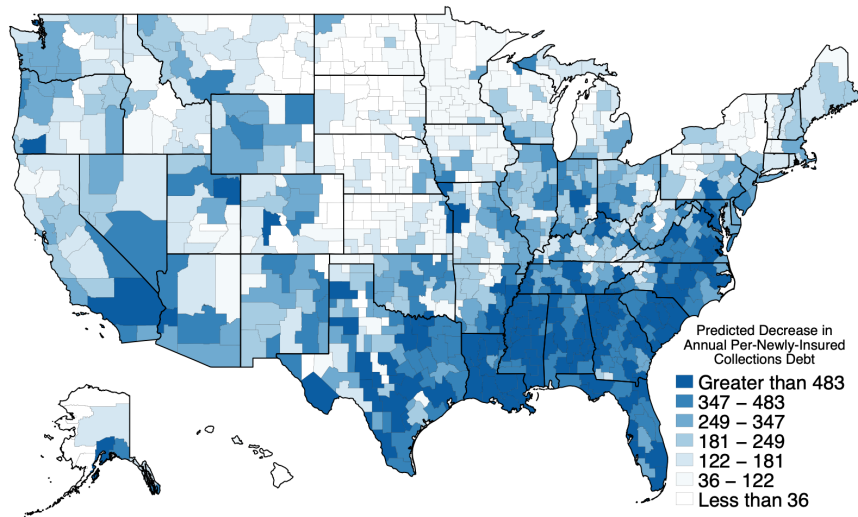 Predicted Decrease in
Annual Per-Newly-Insured
Collections Debt
Greater than 483
347 – 483
249 – 347
181 – 249
122 – 181
36 – 122
Less than 36